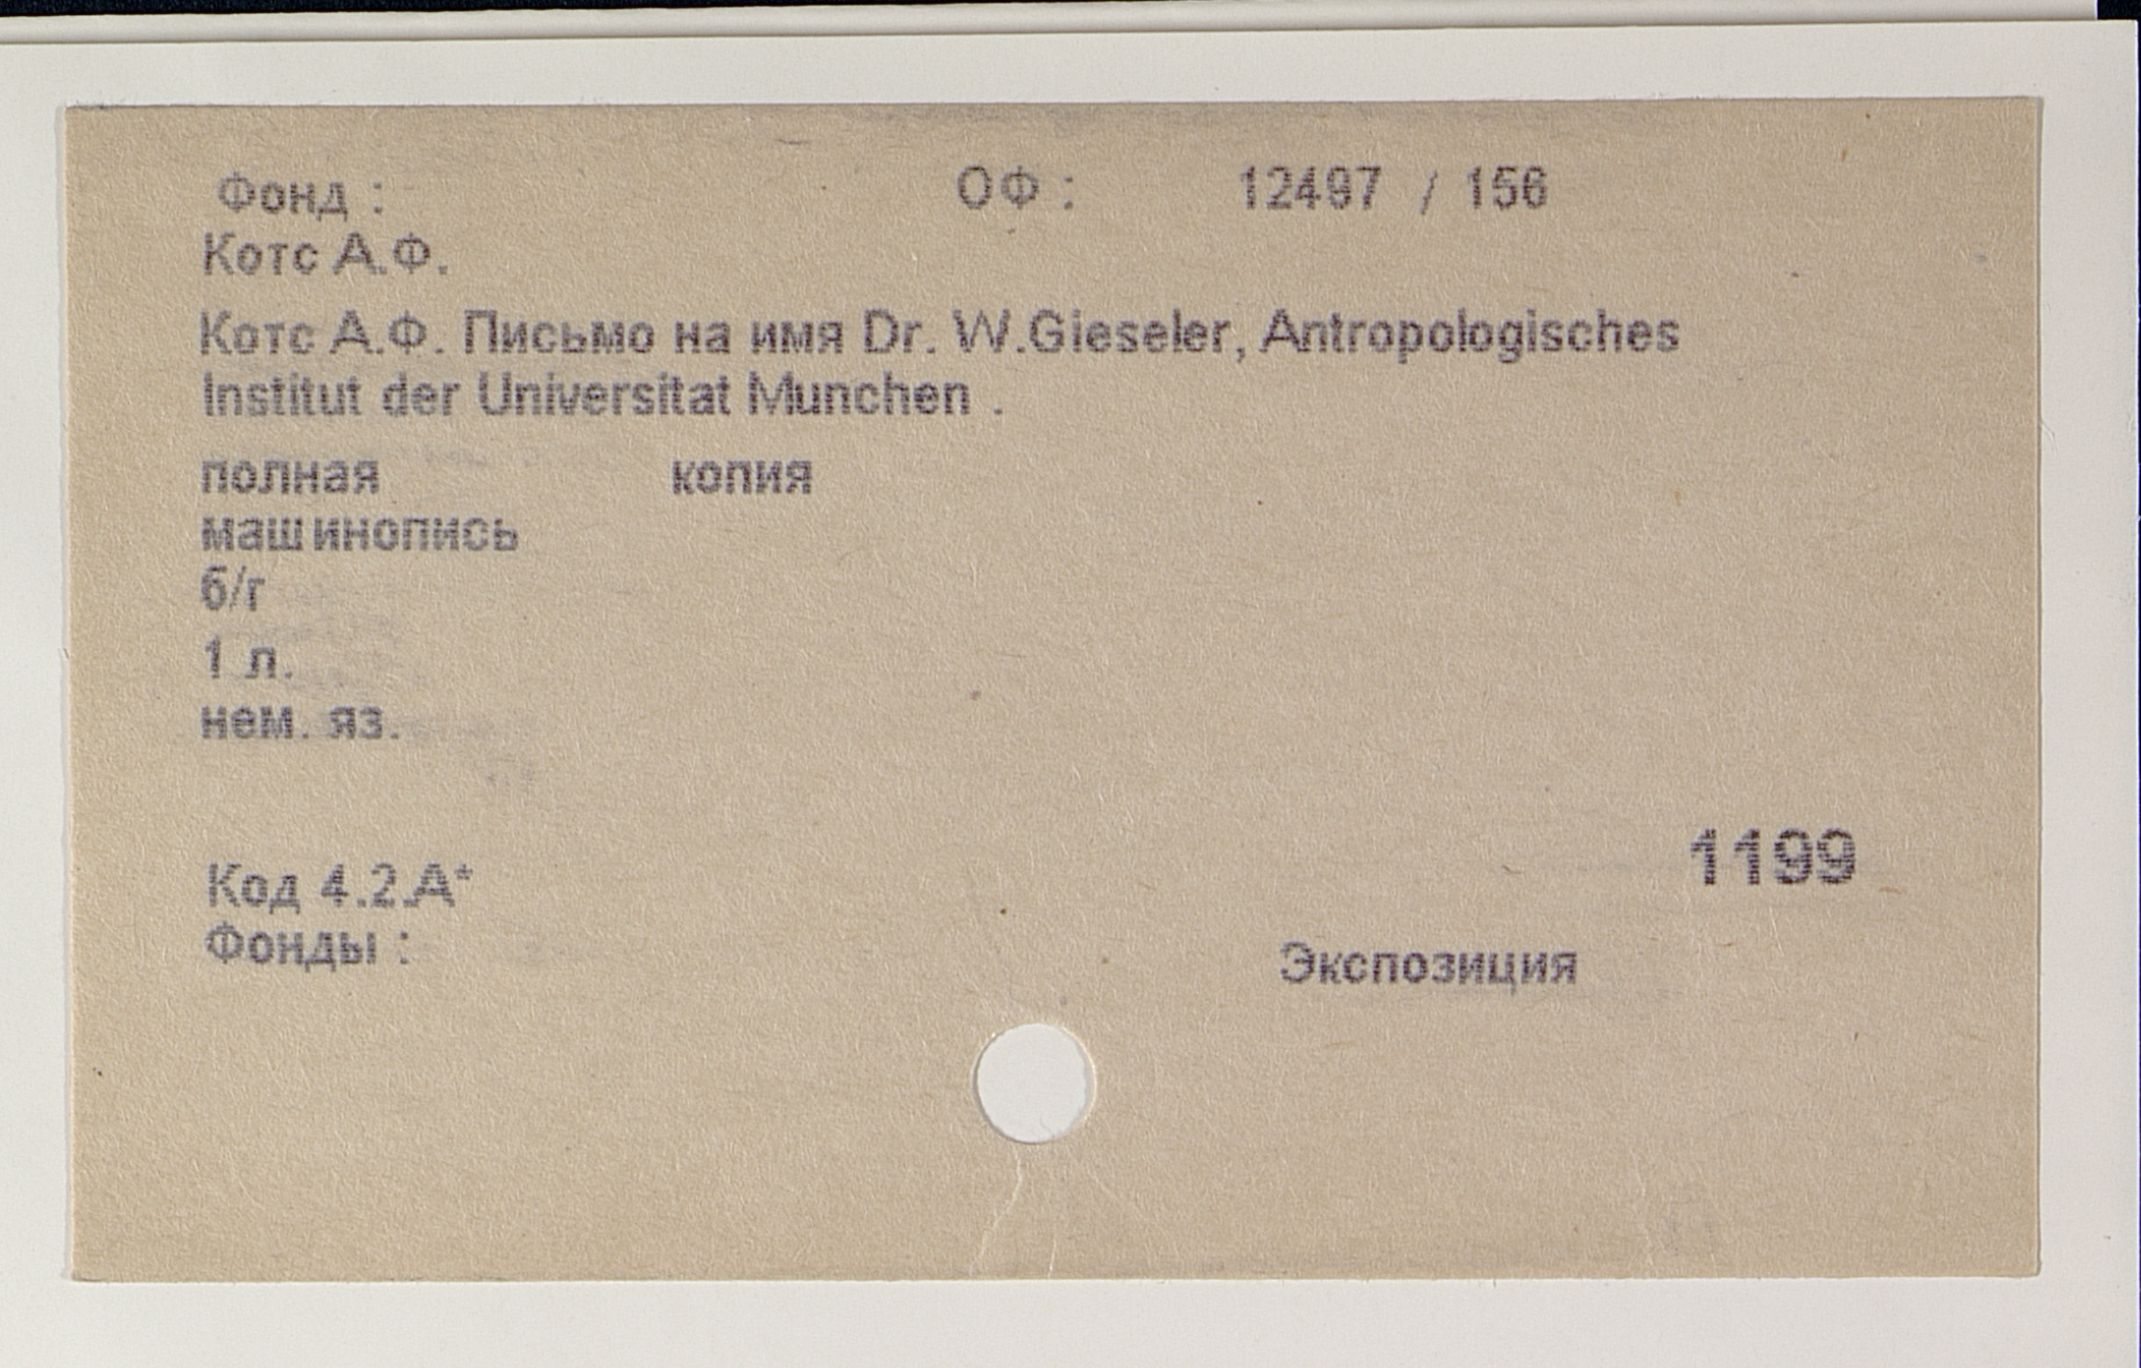 Фонд : ОФ : 12497 / 156
Котс А.Ф.
Котс А.Ф. Письмо на имя Dr. W.Gieseler, Antropologisches
Institut der Universitat Munchen .
полная копия
машинопись
б/г
1 л.
нем. яз.
1199
Код 4.2.А*
Фонды :
Экспозиция